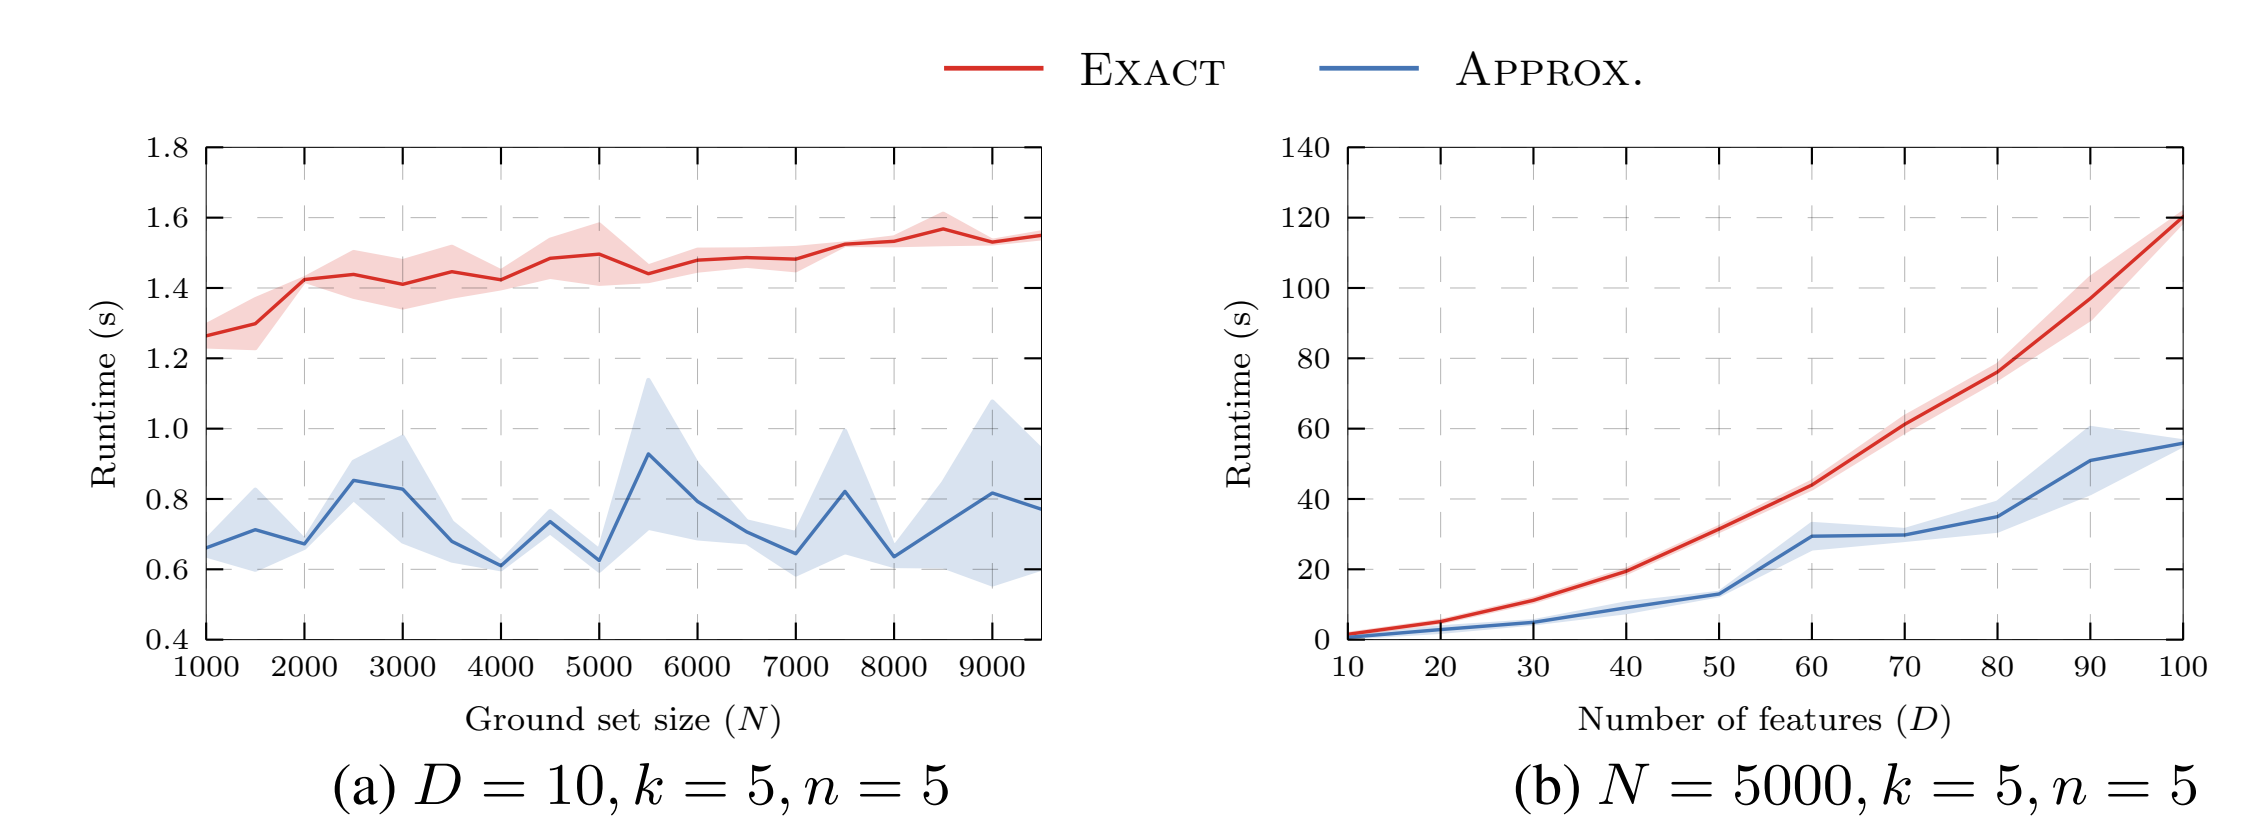 EXACT APPROX.
1.8
1.6
1.4
1.2
1.0
0.8
0.6
0.4
Runtime (s)
1000 2000 3000 4000 5000 6000 7000 8000 9000
Ground set size (N)
(a) D = 10, k = 5, n = 5
140
120
100
80
60
40
20
0
Runtime (s)
10 20 30 40 50 60 70 80 90 100
Number of features (D)
(b) N = 5000, k = 5, n = 5